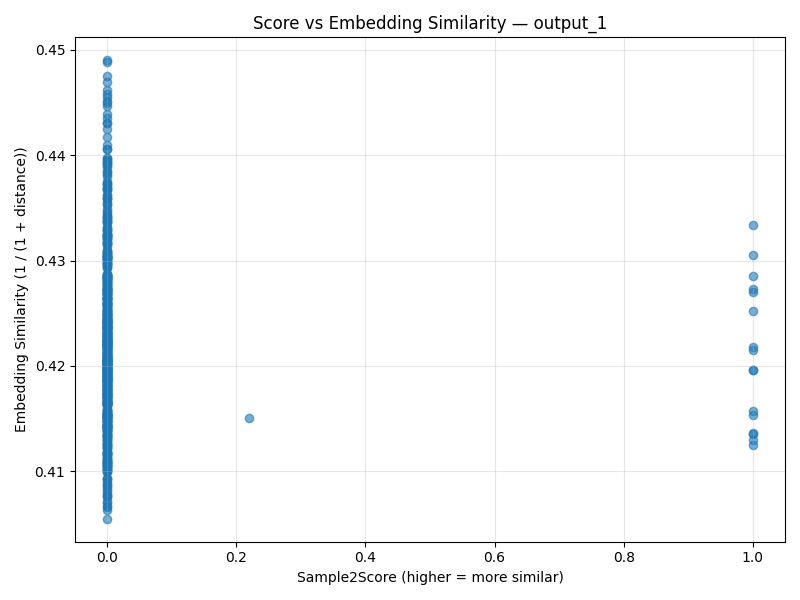 Score vs Embedding Similarity — output_1
Embedding Similarity (1 / (1 + distance))
0.45
0.44
0.43
0.42
0.41
0.0 0.2 0.4 0.6 0.8 1.0
Sample2Score (higher = more similar)